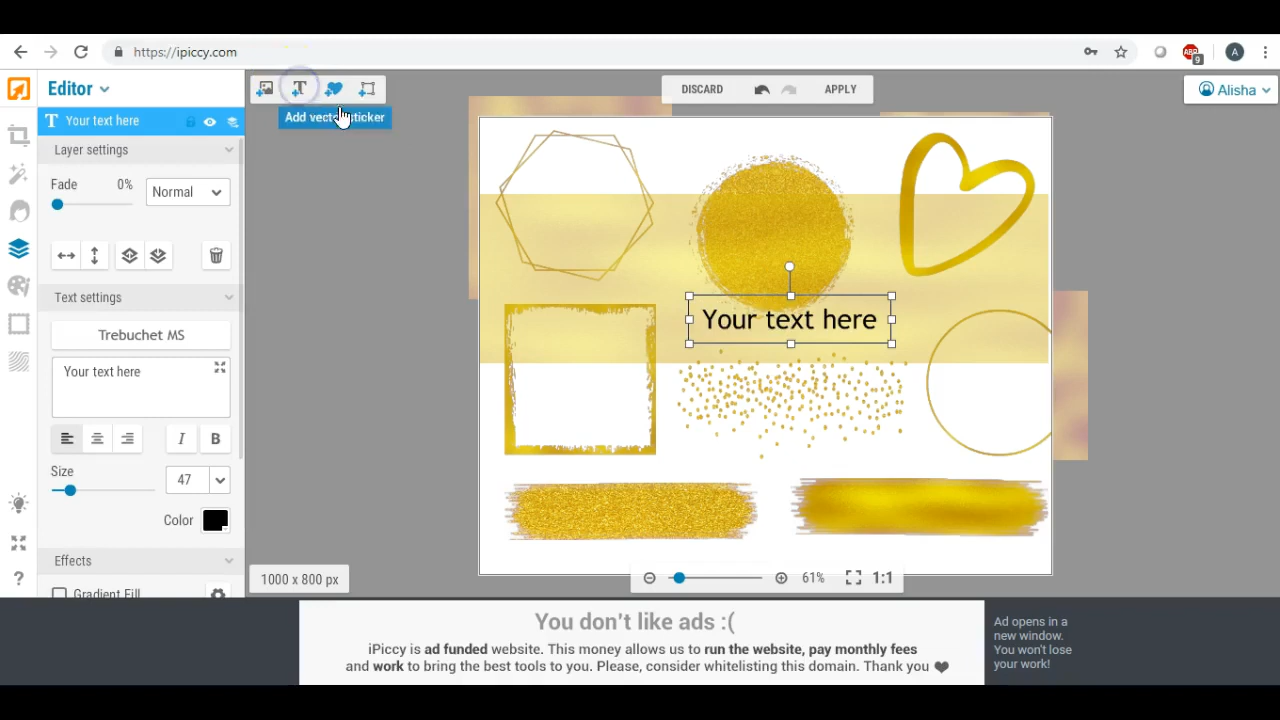 https://ipiccy.com
9
A
Editor
DISCARD
APPLY
Alisha
T Your text here
Add vector sticker
Layer settings
Fade 0% Normal
Text settings
Trebuchet MS
Your text here
Your text here
I B
Size
47
Color
Effects
Gradient Fill
1000 x 800 px
61% 1:1
?
You don't like ads :(
iPiccy is ad funded website. This money allows us to run the website, pay monthly fees
and work to bring the best tools to you. Please, consider whitelisting this domain. Thank you
Ad opens in a
new window.
You won't lose
your work!